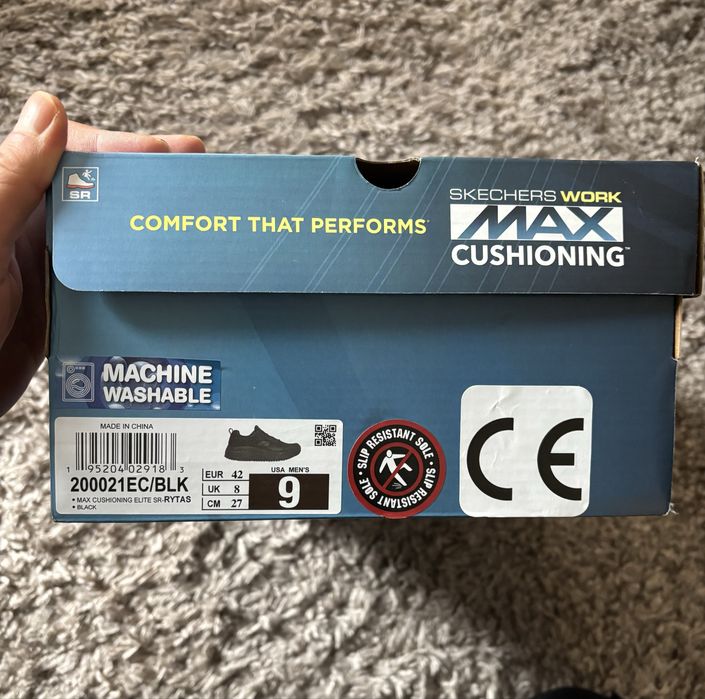 SR
COMFORT THAT PERFORMS
SKECHERS WORK
MAX
CUSHIONING™
MACHINE
WASHABLE
MADE IN CHINA
1 95204 02918 3
200021EC/BLK
• MAX CUSHIONING ELITE SR-RYTAS
• BLACK
EUR 42
UK 8
CM 27
USA MEN'S
9
SLIP RESISTANT SOLE • SLIP RESISTANT SOLE •
CE